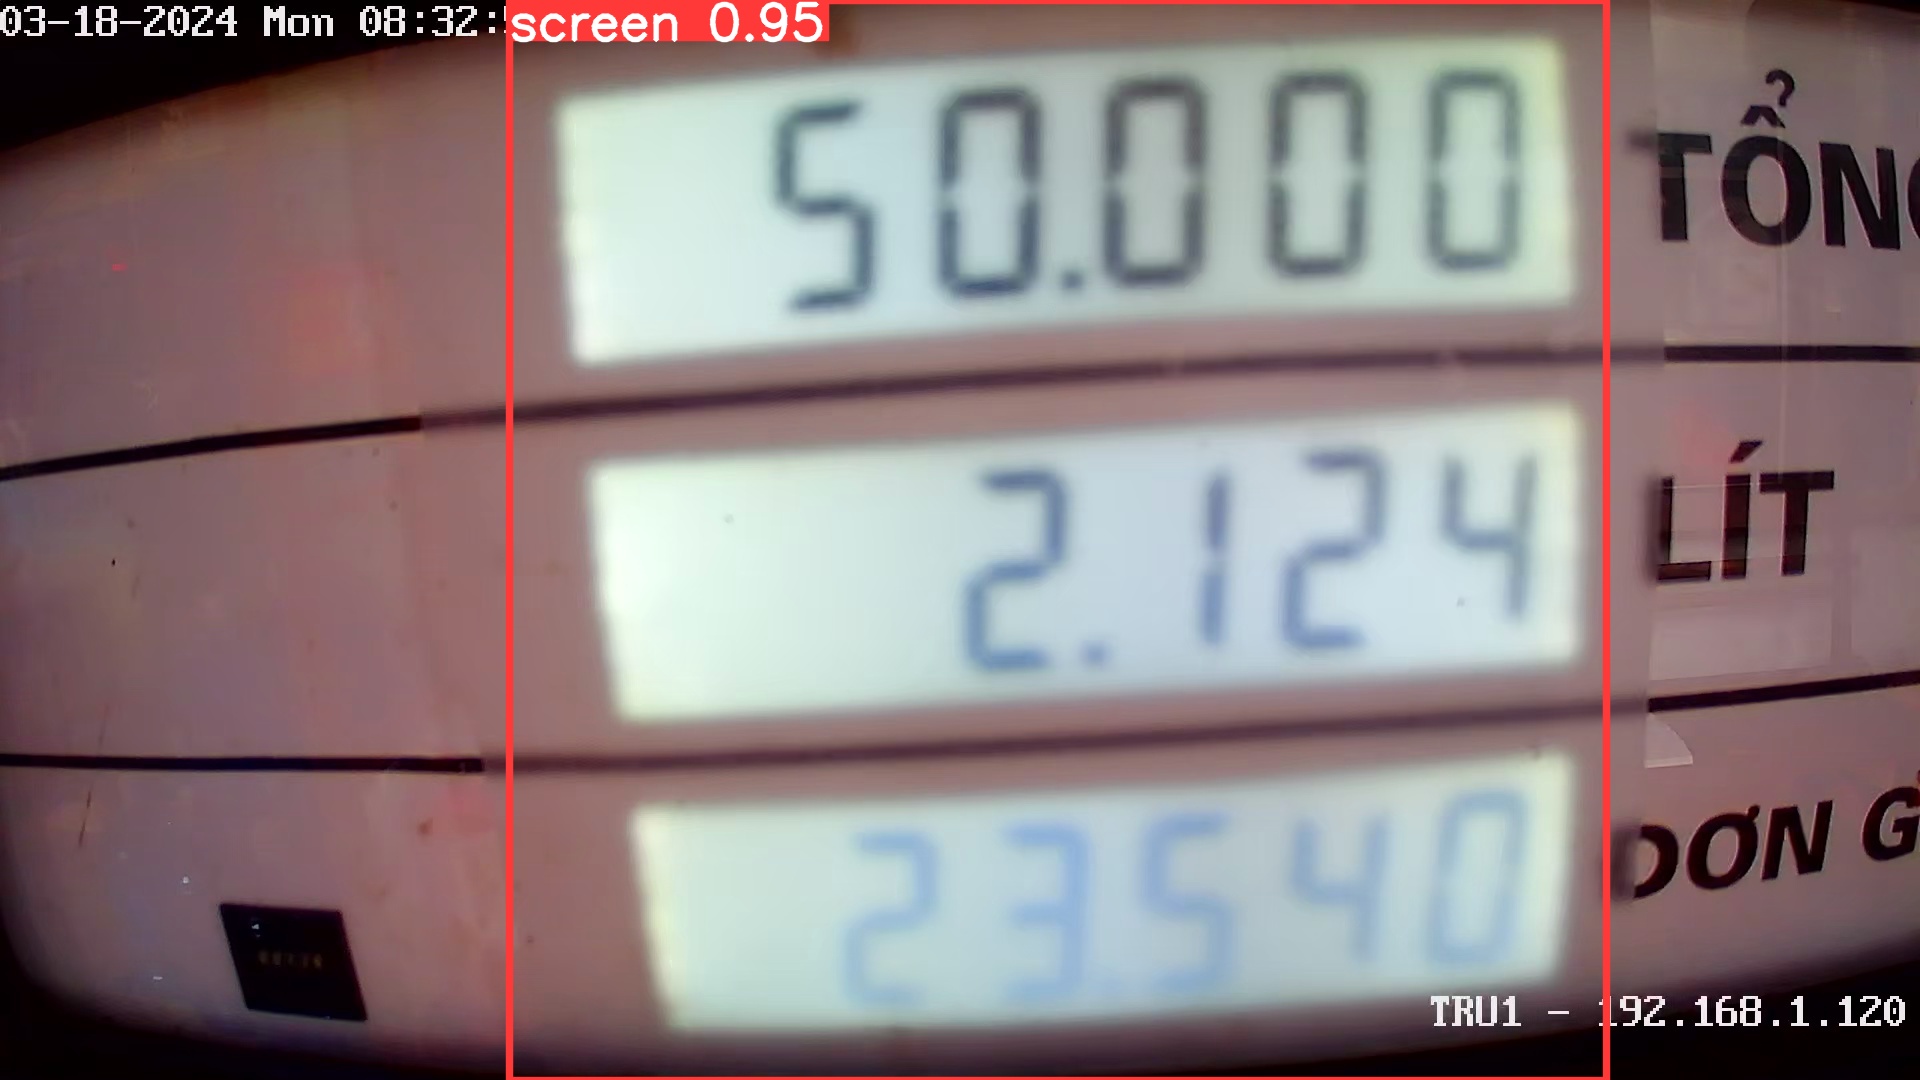 03-18-2024 Mon 08:32:
screen 0.95
50.000
TỔNG
2.124
LÍT
23.540
ĐƠN G
TRU1 - 192.168.1.120